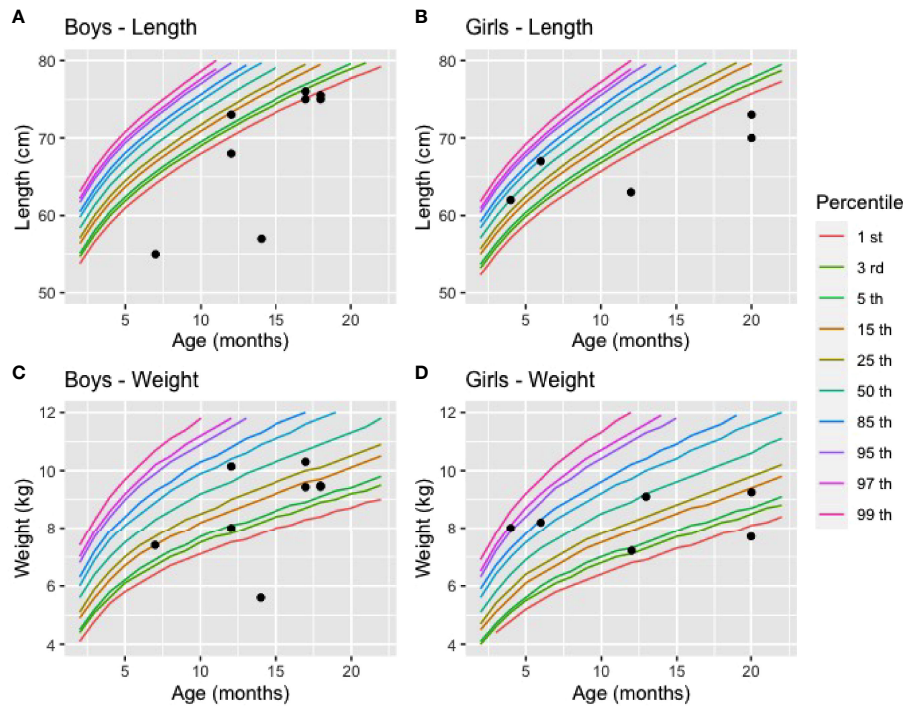 A
Boys - Length
Length (cm)
80
70
60
50
5
10
15
20
Age (months)
B
Girls - Length
Length (cm)
80
70
60
50
5
10
15
20
Age (months)
C
Boys - Weight
Weight (kg)
12
10
8
6
4
5
10
15
20
Age (months)
D
Girls - Weight
Weight (kg)
12
10
8
6
4
5
10
15
20
Age (months)
Percentile
1 st
3 rd
5 th
15 th
25 th
50 th
85 th
95 th
97 th
99 th